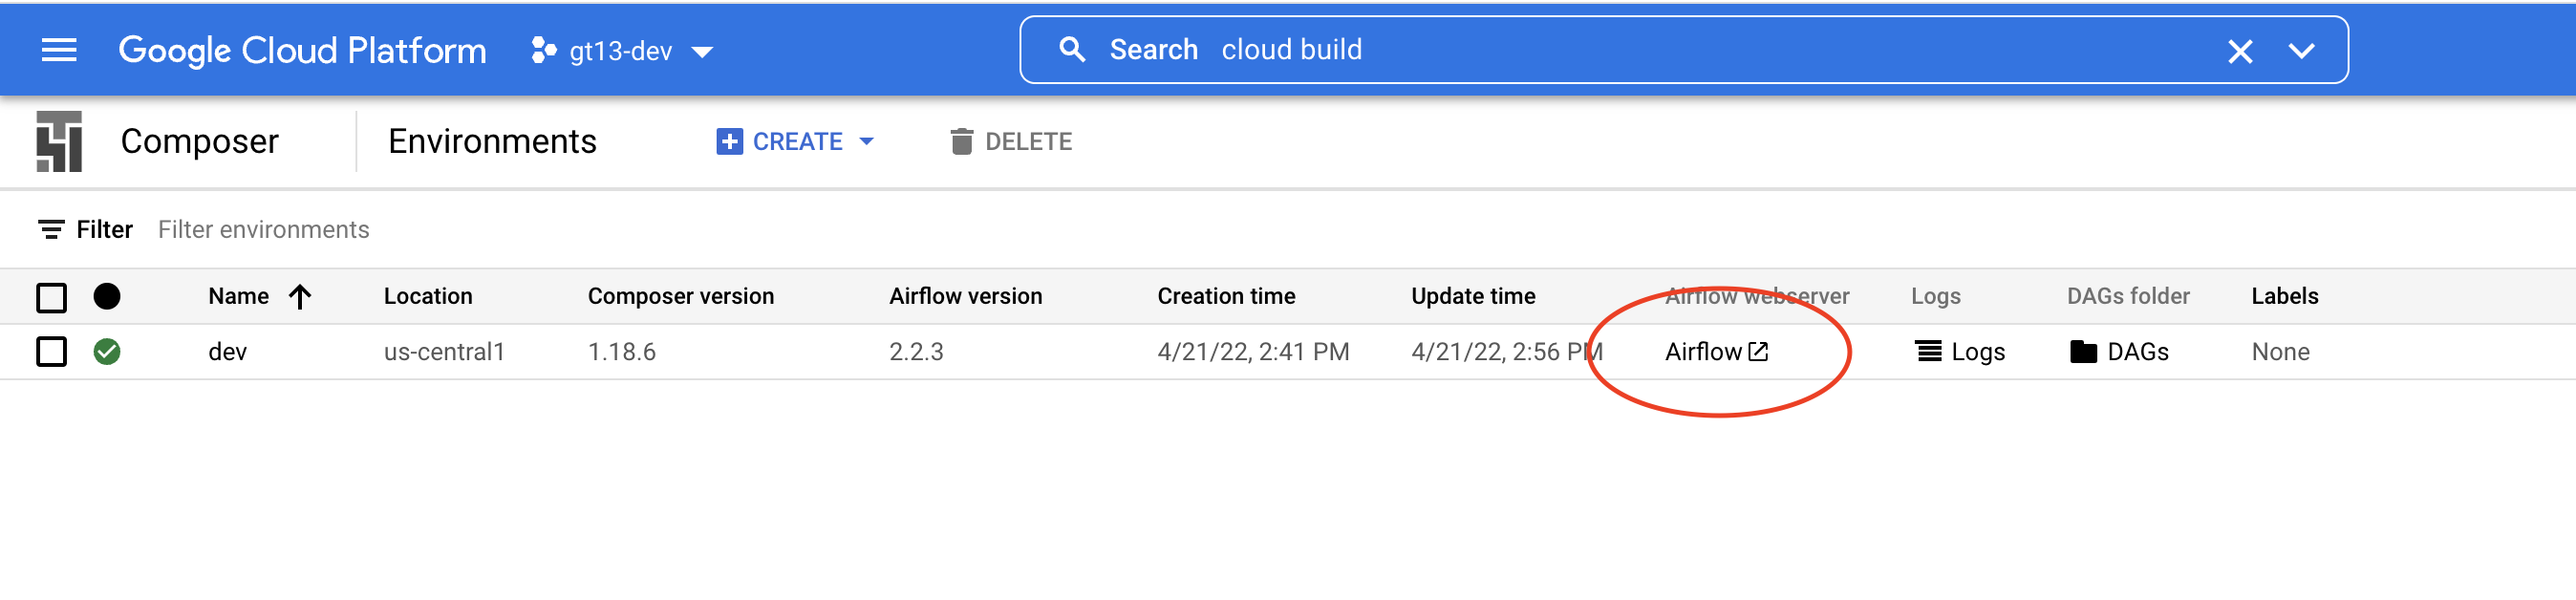 Google Cloud Platform gt13-dev Search cloud build
Composer Environments CREATE DELETE
Filter Filter environments
Name Location Composer version Airflow version Creation time Update time Airflow webserver Logs DAGs folder Labels
dev us-central1 1.18.6 2.2.3 4/21/22, 2:41 PM 4/21/22, 2:56 PM Airflow Logs DAGs None